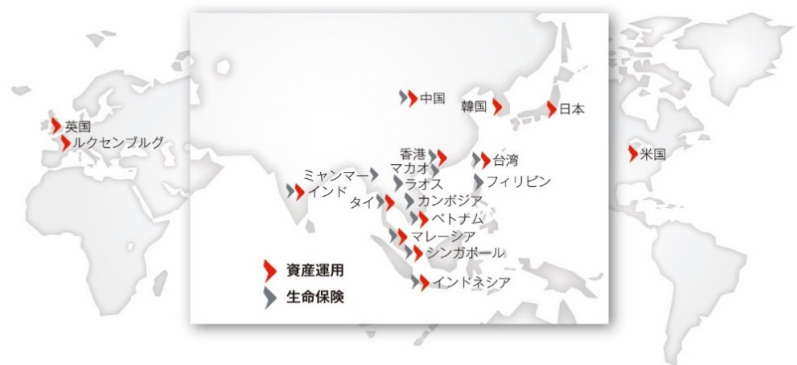 英国
ルクセンブルグ
中国
韓国
日本
香港
マカオ
台湾
ミャンマー
ラオス
フィリピン
インド
タイ
カンボジア
ベトナム
マレーシア
シンガポール
インドネシア
米国
資産運用
生命保険